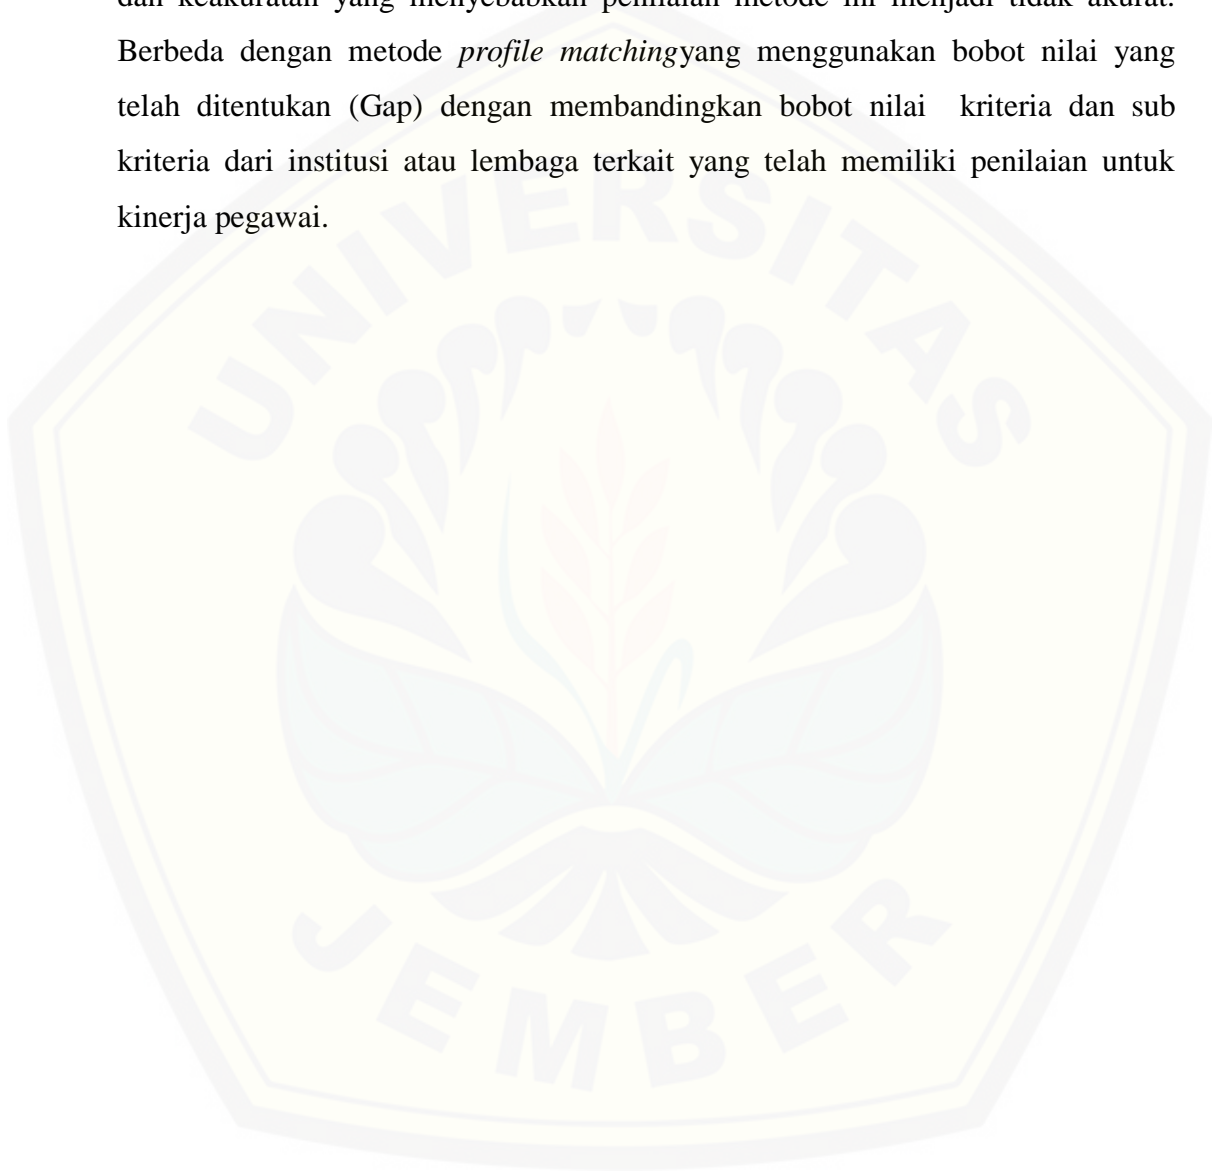 dan keakuratan yang menyebabkan penilaian metode ini menjadi tidak akurat.
Berbeda dengan metode profile matchingyang menggunakan bobot nilai yang
telah ditentukan (Gap) dengan membandingkan bobot nilai kriteria dan sub
kriteria dari institusi atau lembaga terkait yang telah memiliki penilaian untuk
kinerja pegawai.
UNIVERSITAS
JEMBER